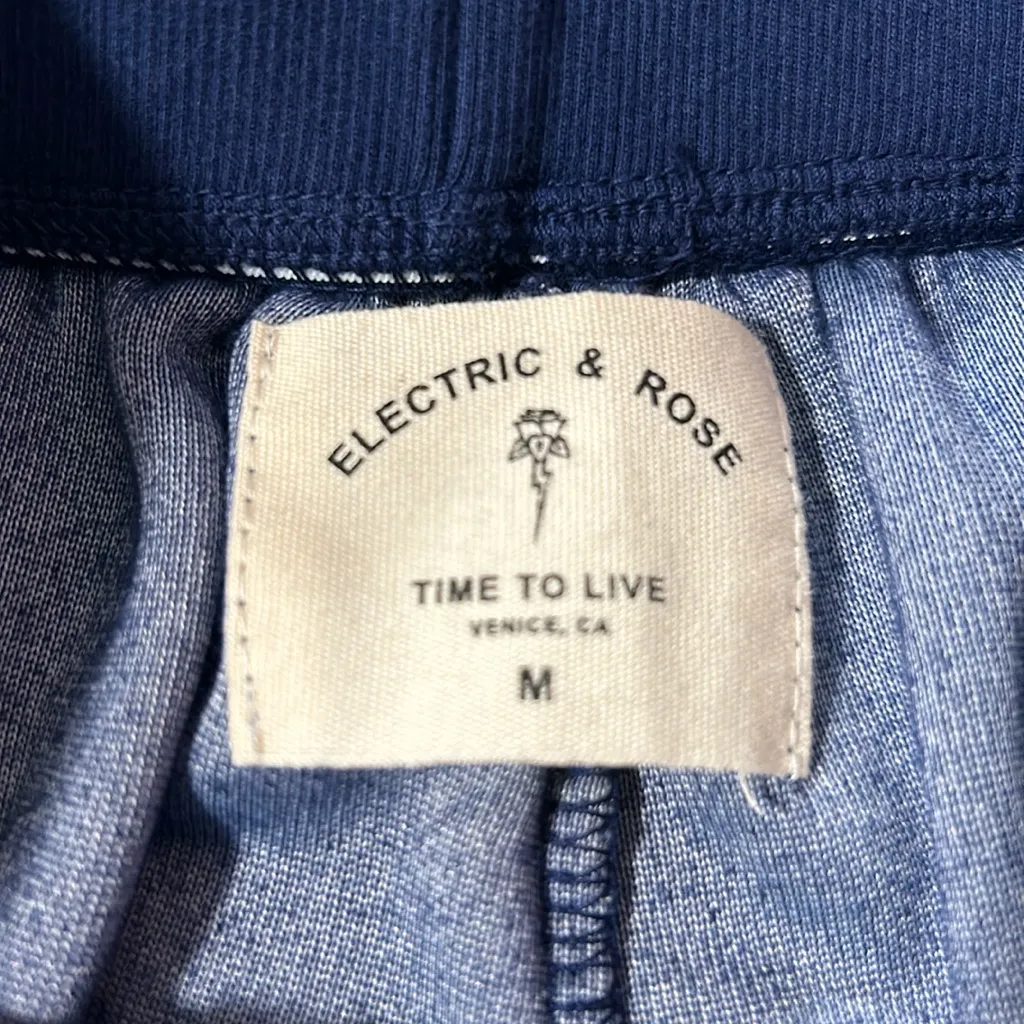 ELECTRIC & ROSE
TIME TO LIVE
VENICE, CA
M